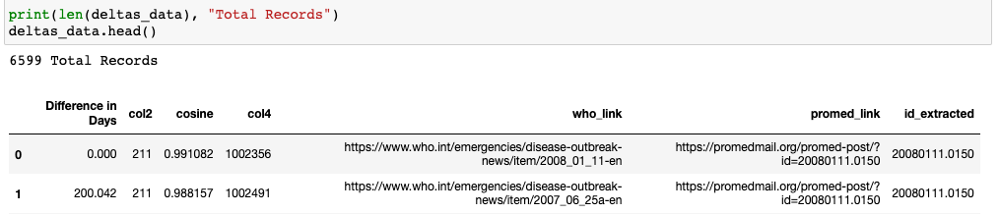 print(len(deltas_data), "Total Records")
deltas_data.head()
6599 Total Records
Difference in Days col2 cosine col4 who_link promed_link id_extracted
0 0.000 211 0.991082 1002356 https://www.who.int/emergencies/disease-outbreak-news/item/2008_01_11-en https://promedmail.org/promed-post/?id=20080111.0150 20080111.0150
1 200.042 211 0.988157 1002491 https://www.who.int/emergencies/disease-outbreak-news/item/2007_06_25a-en https://promedmail.org/promed-post/?id=20080111.0150 20080111.0150